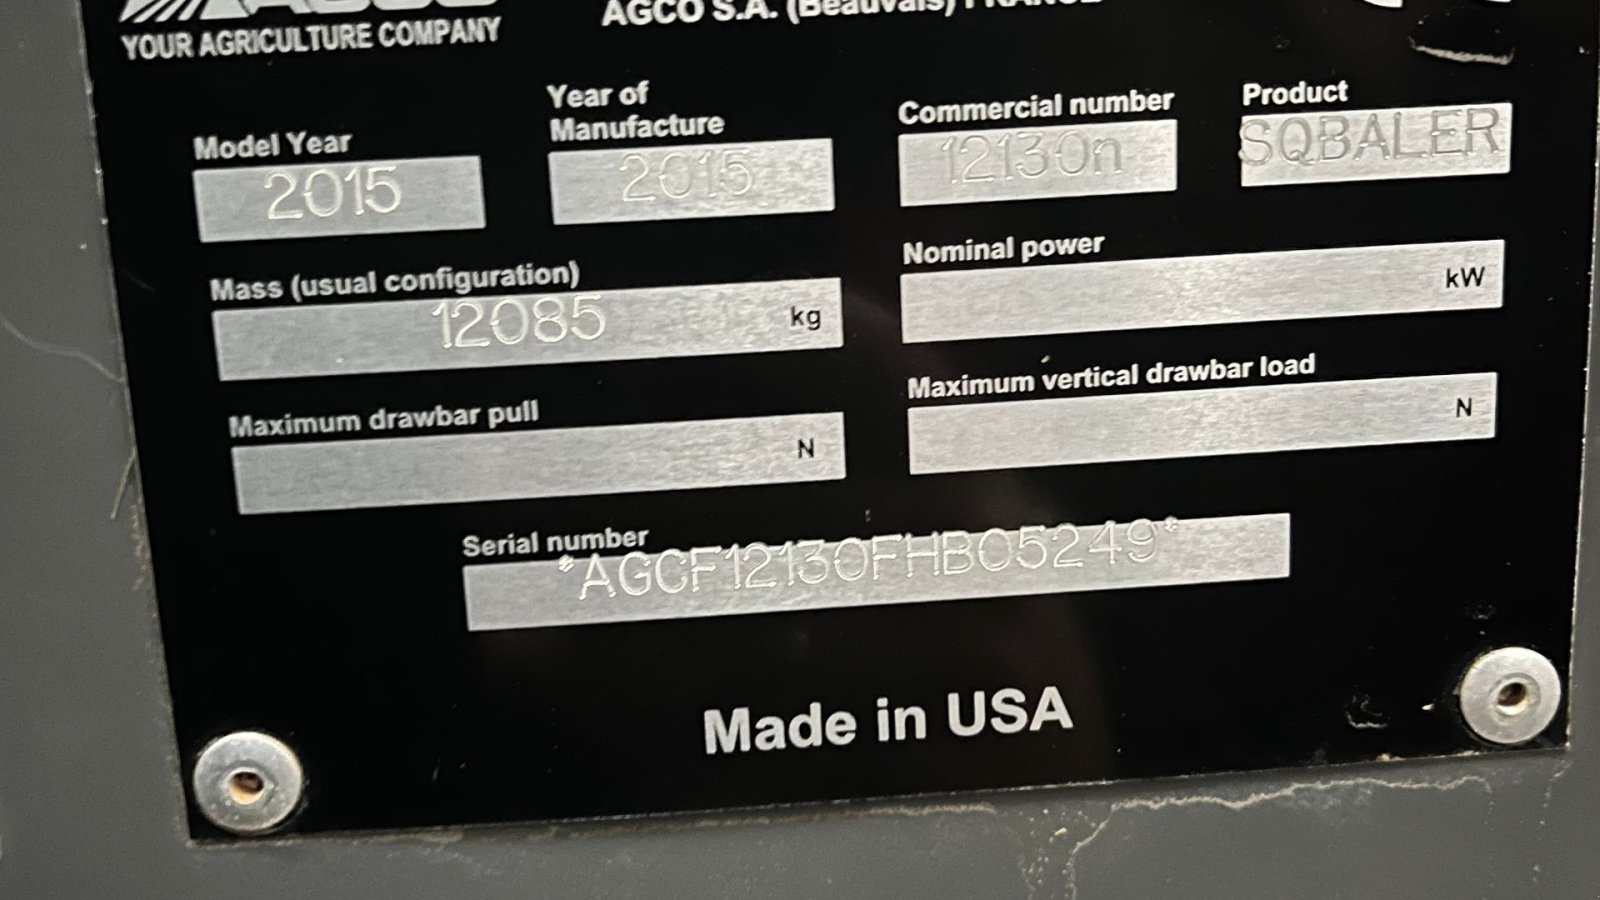 AGCO
YOUR AGRICULTURE COMPANY
AGCO S.A. (Beauvais) FRANCE
Model Year
2015
Year of
Manufacture
2015
Commercial number
12130n
Product
SQBALER
Mass (usual configuration)
12085 kg
Nominal power
kW
Maximum drawbar pull
N
Maximum vertical drawbar load
N
Serial number
*AGCF12130FHB05249*
Made in USA